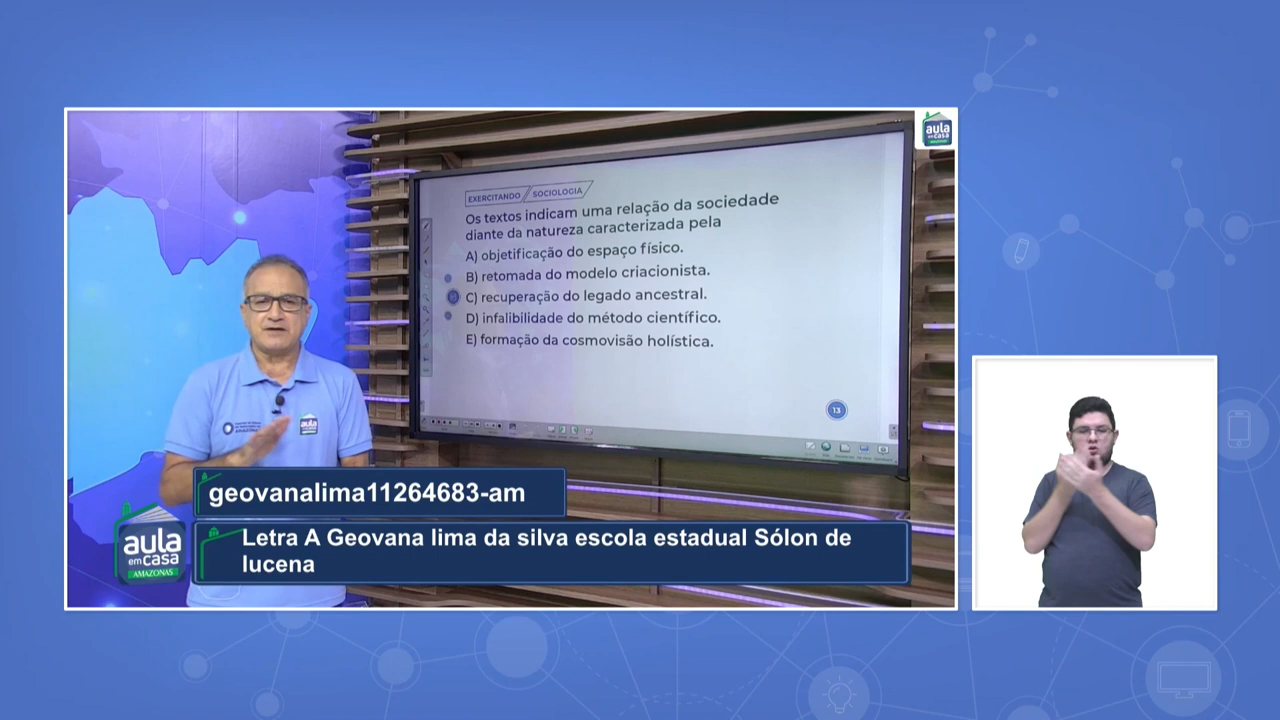 aula
em casa
EXERCITANDO SOCIOLOGIA
Os textos indicam uma relação da sociedade
diante da natureza caracterizada pela
A) objetificação do espaço físico.
B) retomada do modelo criacionista.
C) recuperação do legado ancestral.
D) infalibilidade do método científico.
E) formação da cosmovisão holística.
13
aula
geovanalima11264683-am
Letra A Geovana lima da silva escola estadual Sólon de
lucena
aula
em casa
AMAZONAS